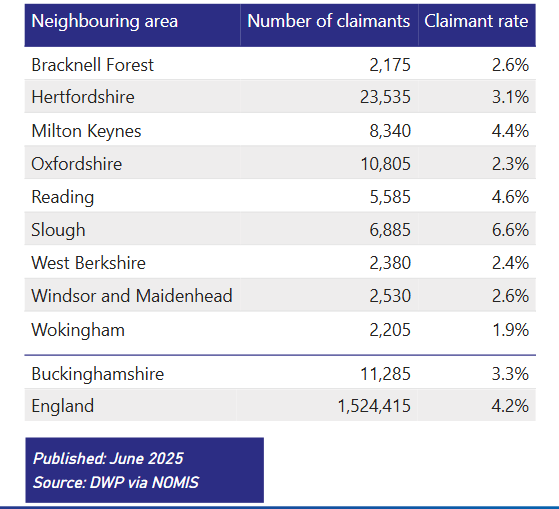 Neighbouring area Number of claimants Claimant rate
Bracknell Forest 2,175 2.6%
Hertfordshire 23,535 3.1%
Milton Keynes 8,340 4.4%
Oxfordshire 10,805 2.3%
Reading 5,585 4.6%
Slough 6,885 6.6%
West Berkshire 2,380 2.4%
Windsor and Maidenhead 2,530 2.6%
Wokingham 2,205 1.9%
Buckinghamshire 11,285 3.3%
England 1,524,415 4.2%
Published: June 2025
Source: DWP via NOMIS